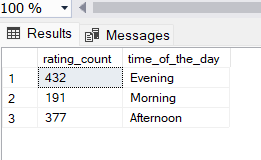 100 %
Results Messages
rating_count time_of_the_day
1 432 Evening
2 191 Morning
3 377 Afternoon